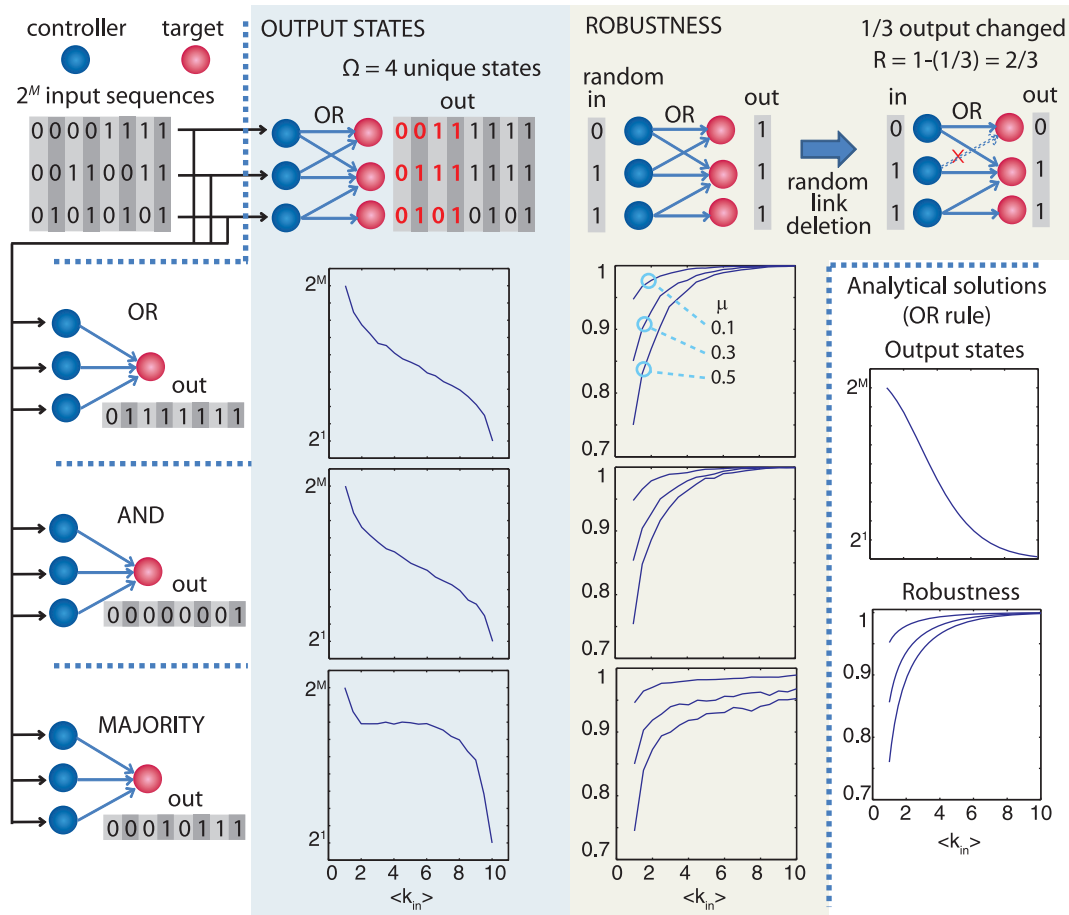 controller
target
2^M input sequences
0 0 0 0 1 1 1 1
0 0 1 1 0 0 1 1
0 1 0 1 0 1 0 1
OUTPUT STATES
Ω = 4 unique states
OR
out
0 0 1 1 1 1 1 1
0 1 1 1 1 1 1 1
0 1 0 1 0 1 0 1
ROBUSTNESS
random
in
OR
out
0
1
1
1
1
1
random
link
deletion
1/3 output changed
R = 1-(1/3) = 2/3
in
OR
out
0
1
1
X
0
1
1
OR
out
0 1 1 1 1 1 1 1
2^M
2^1
1
0.9
0.8
0.7
μ
0.1
0.3
0.5
AND
out
0 0 0 0 0 0 0 1
2^M
2^1
1
0.9
0.8
0.7
MAJORITY
out
0 0 0 1 0 1 1 1
2^M
2^1
0 2 4 6 8 10
<k_in>
1
0.9
0.8
0.7
0 2 4 6 8 10
<k_in>
Analytical solutions
(OR rule)
Output states
2^M
2^1
Robustness
1
0.9
0.8
0.7
0 2 4 6 8 10
<k_in>